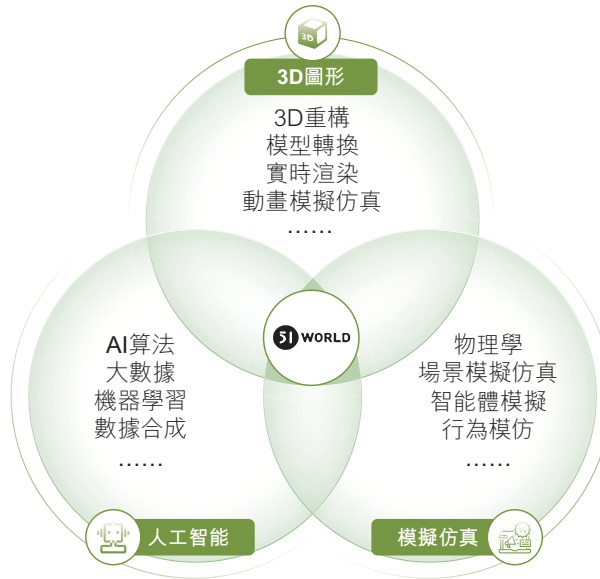 3D
3D圖形
3D重構
模型轉換
實時渲染
動畫模擬仿真
......
51 WORLD
AI算法
大數據
機器學習
數據合成
......
人工智能
物理學
場景模擬仿真
智能體模擬
行為模仿
......
模擬仿真